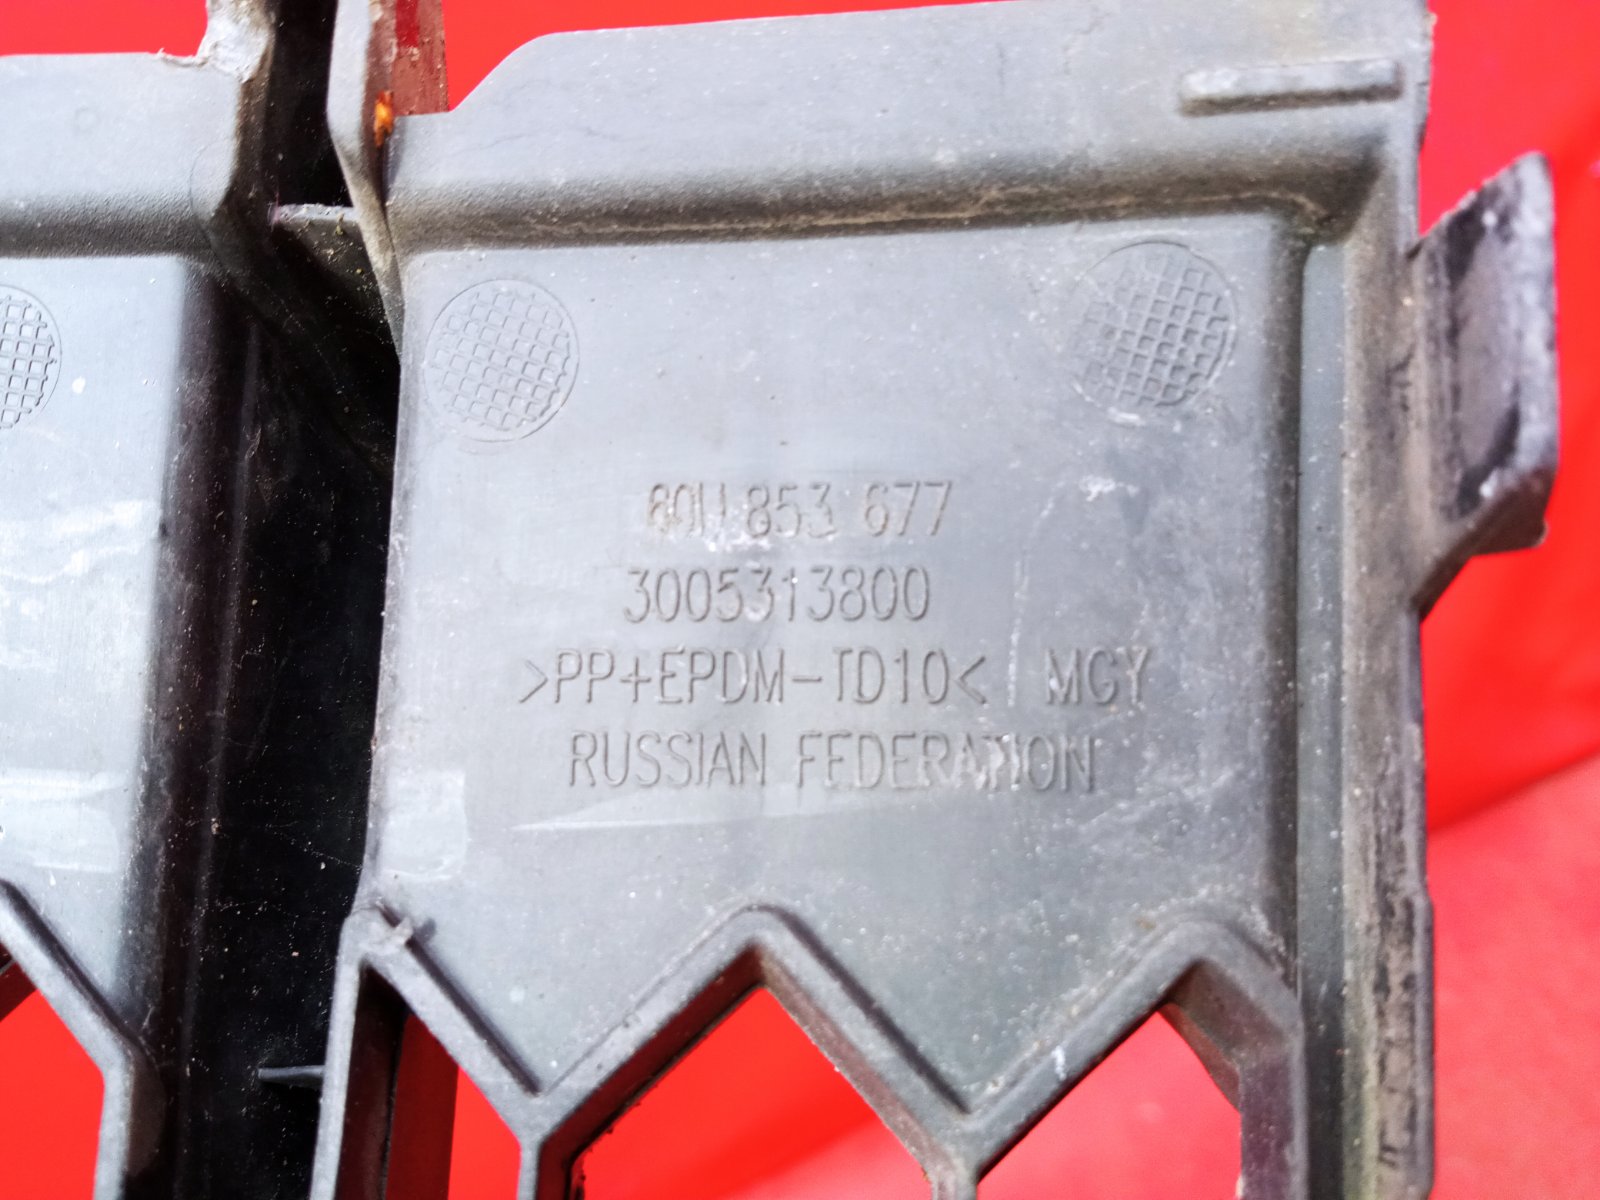 60U 853 677
3005313800
>PP+EPDM-TD10< MGY
RUSSIAN FEDERATION